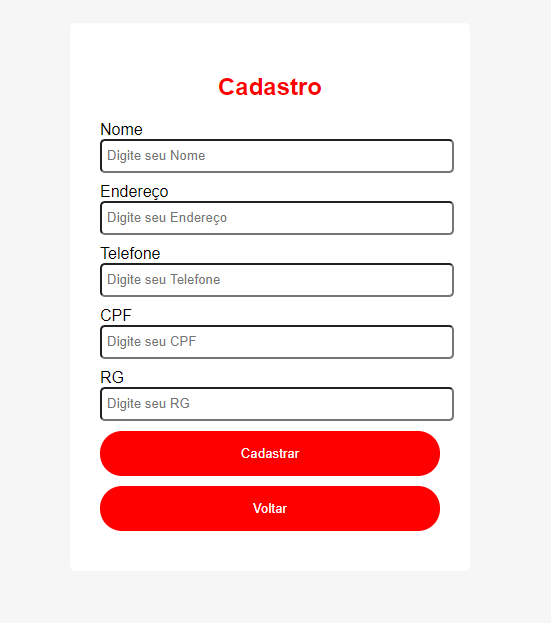 Cadastro
Nome
Digite seu Nome
Endereço
Digite seu Endereço
Telefone
Digite seu Telefone
CPF
Digite seu CPF
RG
Digite seu RG
Cadastrar
Voltar